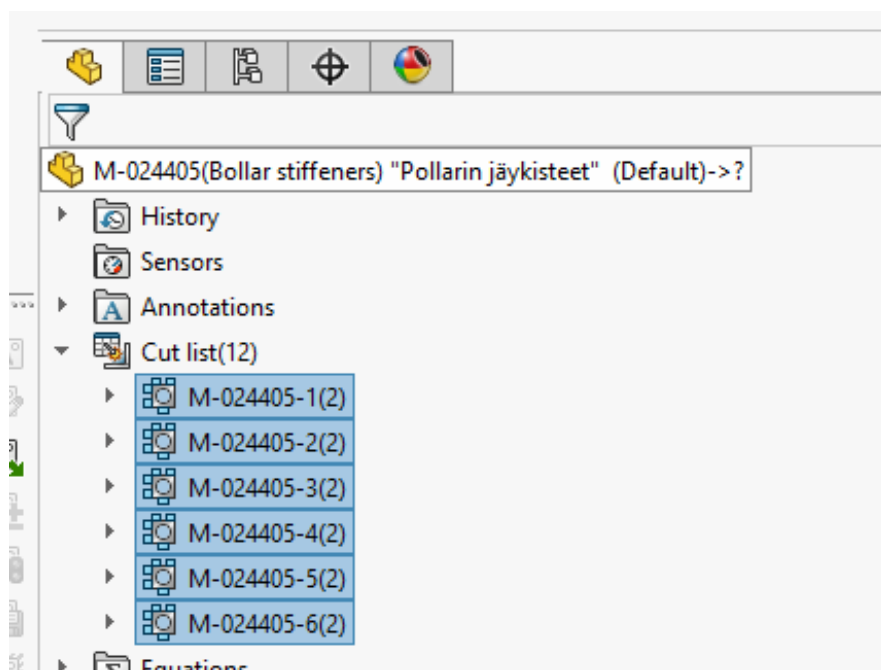 M-024405(Bollar stiffeners) "Pollarin jäykisteet" (Default)->?
History
Sensors
A Annotations
Cut list(12)
M-024405-1(2)
M-024405-2(2)
M-024405-3(2)
M-024405-4(2)
M-024405-5(2)
M-024405-6(2)
Equations